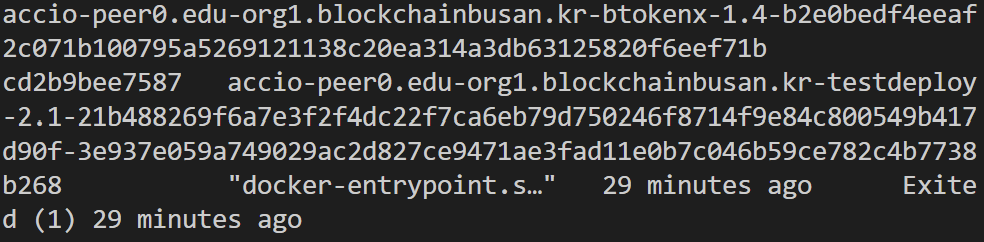 accio-peer0.edu-org1.blockchainbusan.kr-btokenx-1.4-b2e0bedf4eeaf
2c071b100795a5269121138c20ea314a3db63125820f6eef71b
cd2b9bee7587   accio-peer0.edu-org1.blockchainbusan.kr-testdeploy
-2.1-21b488269f6a7e3f2f4dc22f7ca6eb79d750246f8714f9e84c800549b417
d90f-3e937e059a749029ac2d827ce9471ae3fad11e0b7c046b59ce782c4b7738
b268           "docker-entrypoint.s…"   29 minutes ago      Exite
d (1) 29 minutes ago